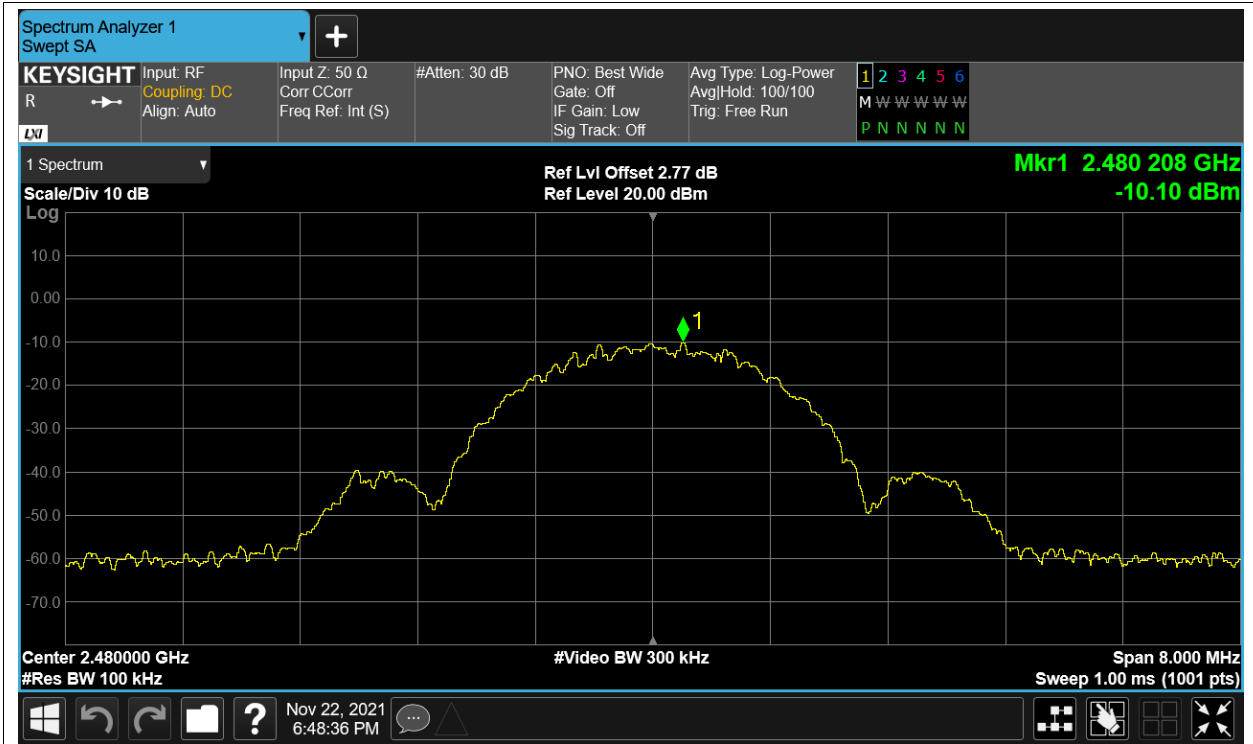 Spectrum Analyzer 1
Swept SA
KEYSIGHT
R
LXI
Input: RF
Coupling: DC
Align: Auto
Input Z: 50 Ω
Corr CCorr
Freq Ref: Int (S)
#Atten: 30 dB
PNO: Best Wide
Gate: Off
IF Gain: Low
Sig Track: Off
Avg Type: Log-Power
Avg|Hold: 100/100
Trig: Free Run
1 2 3 4 5 6
M W W W W W
P N N N N N
1 Spectrum
Scale/Div 10 dB
Log
Ref Lvl Offset 2.77 dB
Ref Level 20.00 dBm
Mkr1 2.480 208 GHz
-10.10 dBm
1
10.0
0.00
-10.0
-20.0
-30.0
-40.0
-50.0
-60.0
-70.0
Center 2.480000 GHz
#Res BW 100 kHz
#Video BW 300 kHz
Span 8.000 MHz
Sweep 1.00 ms (1001 pts)
?
Nov 22, 2021
6:48:36 PM